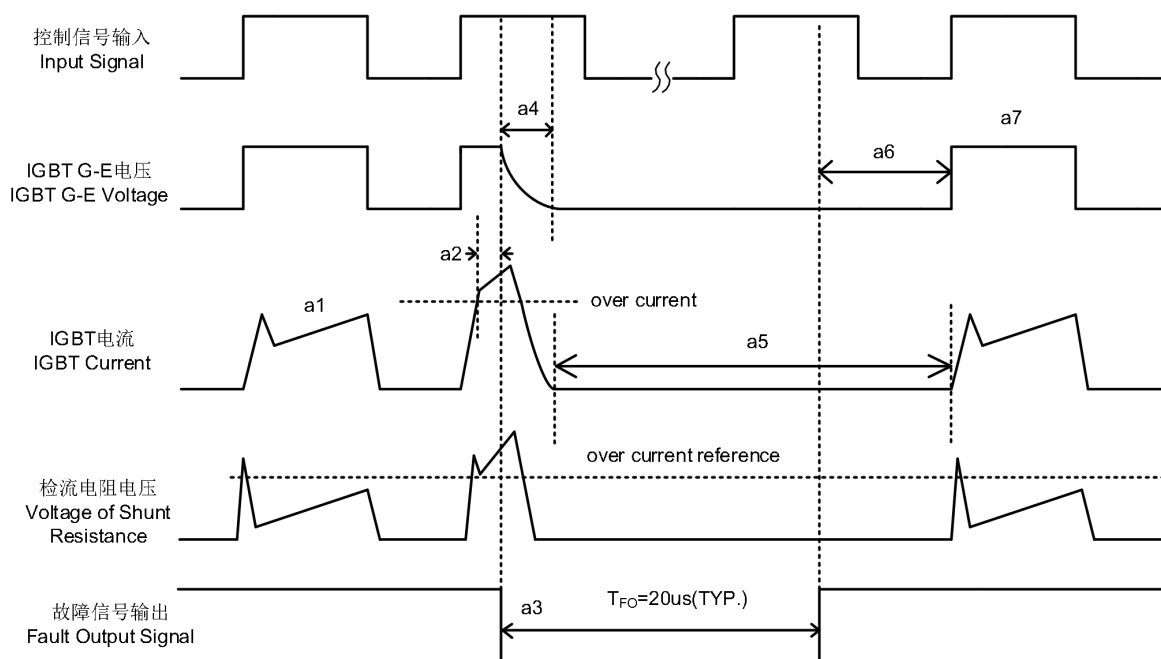 控制信号输入
Input Signal
a4
a7
IGBT G-E电压
IGBT G-E Voltage
a6
a2
over current
a1
IGBT电流
IGBT Current
a5
over current reference
检流电阻电压
Voltage of Shunt
Resistance
故障信号输出
Fault Output Signal
a3
TFO=20us(TYP.)